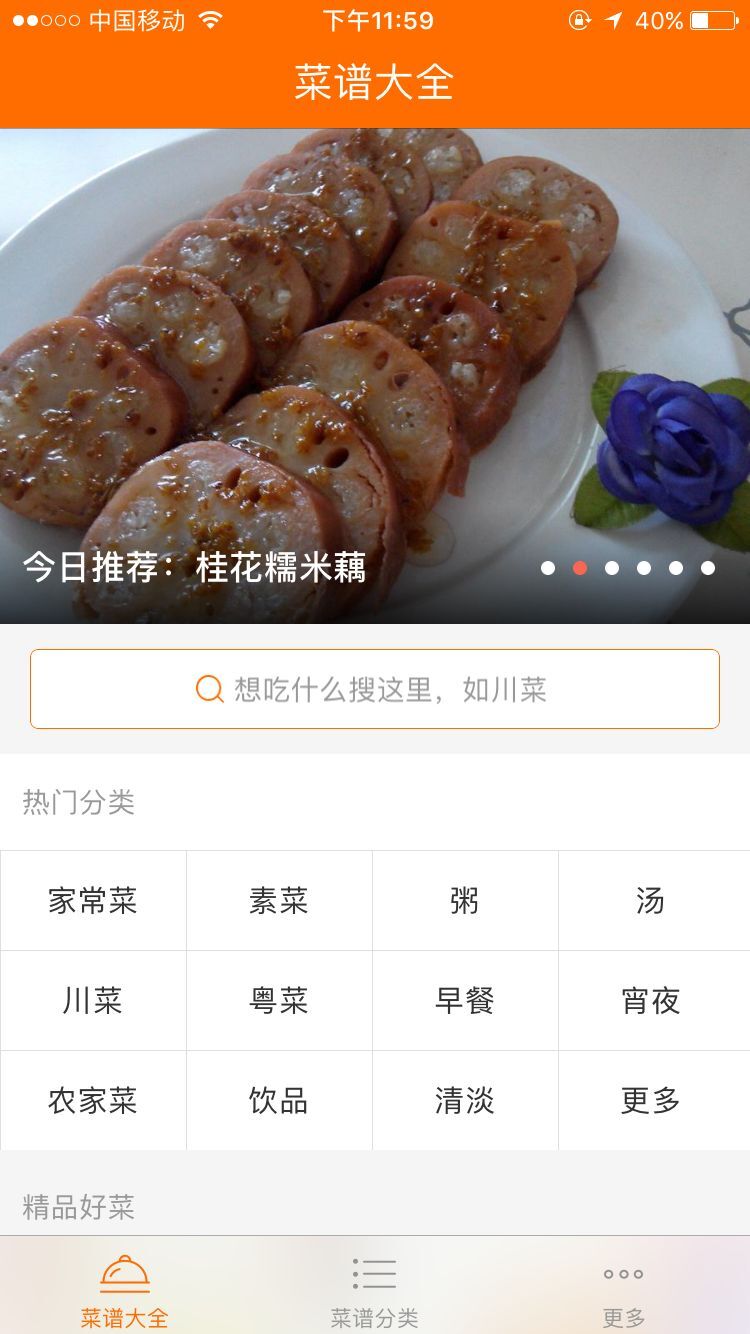 中国移动 下午11:59 40%
菜谱大全
今日推荐：桂花糯米藕
想吃什么搜这里，如川菜
热门分类
家常菜 素菜 粥 汤
川菜 粤菜 早餐 宵夜
农家菜 饮品 清淡 更多
精品好菜
菜谱大全 菜谱分类 更多